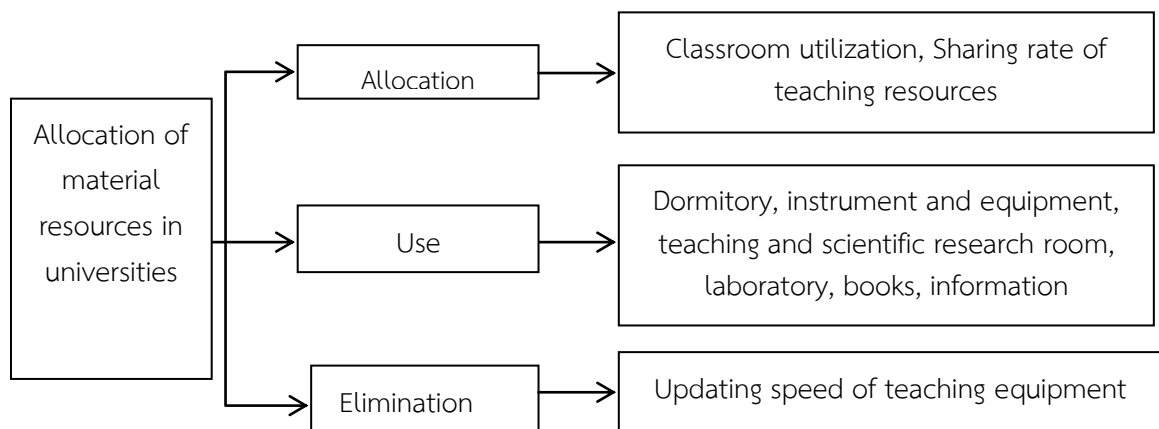 Allocation of
material
resources in
universities
Allocation
Classroom utilization, Sharing rate of
teaching resources
Use
Dormitory, instrument and equipment,
teaching and scientific research room,
laboratory, books, information
Elimination
Updating speed of teaching equipment